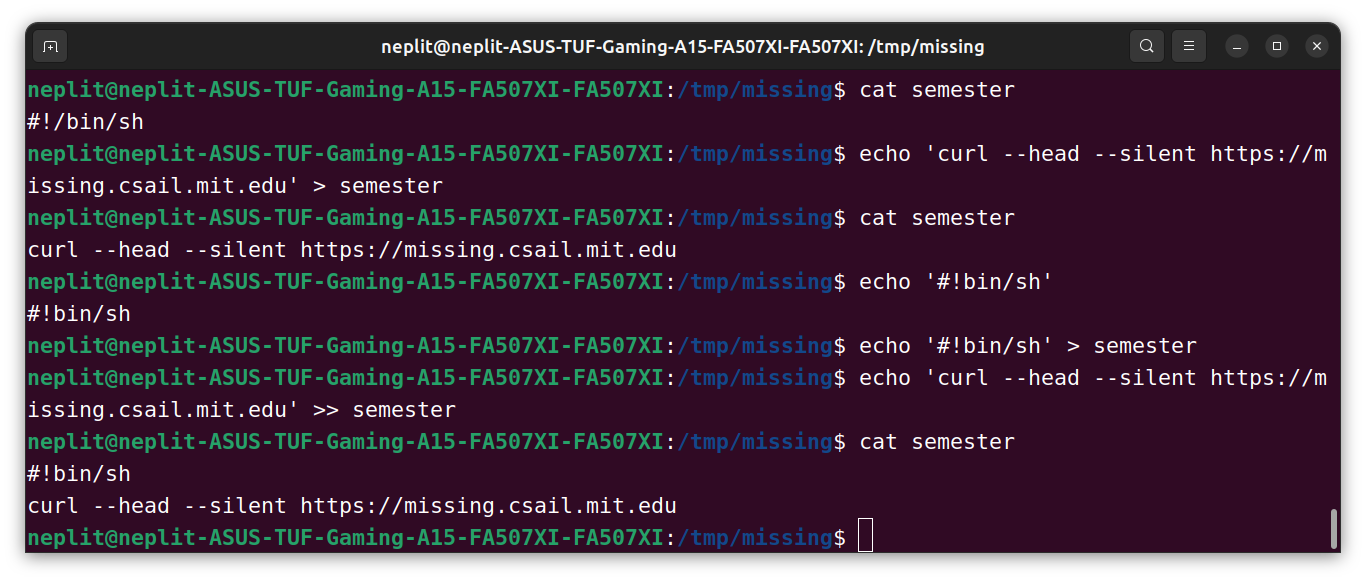 neplit@neplit-ASUS-TUF-Gaming-A15-FA507XI-FA507XI: /tmp/missing
neplit@neplit-ASUS-TUF-Gaming-A15-FA507XI-FA507XI:/tmp/missing$ cat semester
#!/bin/sh
neplit@neplit-ASUS-TUF-Gaming-A15-FA507XI-FA507XI:/tmp/missing$ echo 'curl --head --silent https://m
issing.csail.mit.edu' > semester
neplit@neplit-ASUS-TUF-Gaming-A15-FA507XI-FA507XI:/tmp/missing$ cat semester
curl --head --silent https://missing.csail.mit.edu
neplit@neplit-ASUS-TUF-Gaming-A15-FA507XI-FA507XI:/tmp/missing$ echo '#!bin/sh'
#!bin/sh
neplit@neplit-ASUS-TUF-Gaming-A15-FA507XI-FA507XI:/tmp/missing$ echo '#!bin/sh' > semester
neplit@neplit-ASUS-TUF-Gaming-A15-FA507XI-FA507XI:/tmp/missing$ echo 'curl --head --silent https://m
issing.csail.mit.edu' >> semester
neplit@neplit-ASUS-TUF-Gaming-A15-FA507XI-FA507XI:/tmp/missing$ cat semester
#!bin/sh
curl --head --silent https://missing.csail.mit.edu
neplit@neplit-ASUS-TUF-Gaming-A15-FA507XI-FA507XI:/tmp/missing$